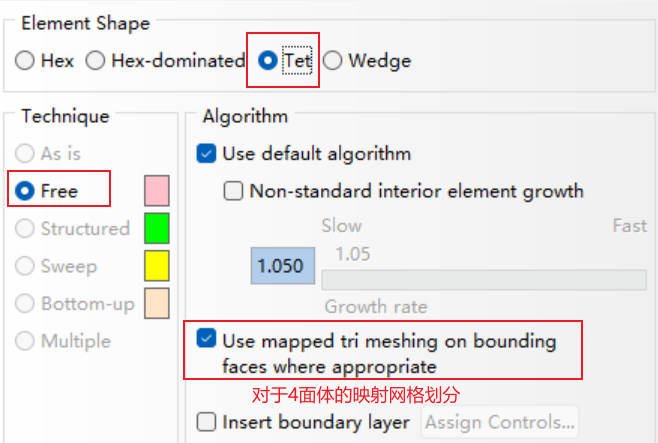 Element Shape
Hex Hex-dominated Tet Wedge
Technique
As is
Free
Structured
Sweep
Bottom-up
Multiple
Algorithm
Use default algorithm
Non-standard interior element growth
Slow Fast
1.050 1.05
Growth rate
Use mapped tri meshing on bounding
faces where appropriate
对于4面体的映射网格划分
Insert boundary layer Assign Controls...